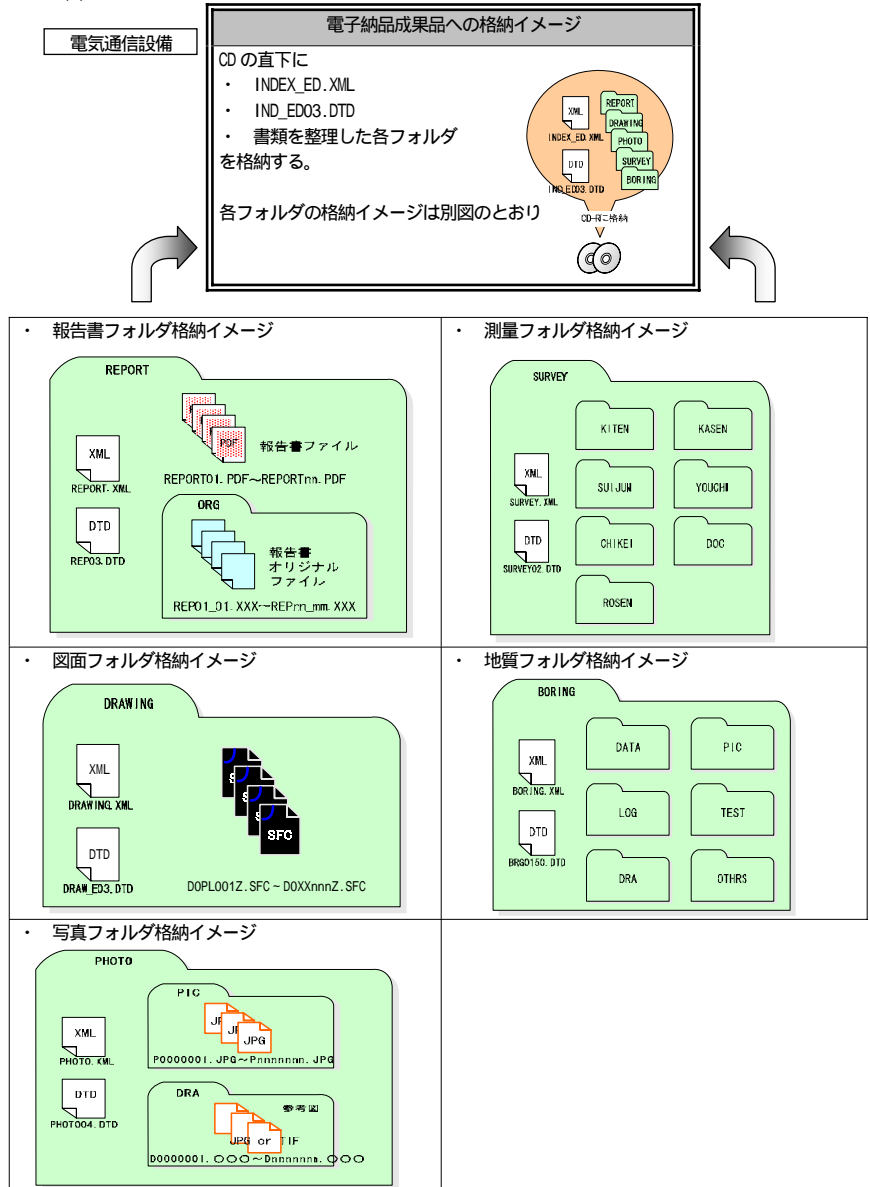 電気通信設備
電子納品成果品への格納イメージ
CD の直下に
・ INDEX_ED.XML
・ IND_ED03.DTD
・ 書類を整理した各フォルダ
を格納する。
各フォルダの格納イメージは別図のとおり
XML
INDEX_ED.XML
DTD
IND_ED03.DTD
REPORT
DRAWING
PHOTO
SURVEY
BORING
CD-Rに格納
・ 報告書フォルダ格納イメージ
REPORT
XML
REPORT.XML
DTD
REP03.DTD
PDF
報告書ファイル
REPORT01.PDF～REPORTnn.PDF
ORG
報告書
オリジナル
ファイル
REP01_01.XXX～REPnn_mm.XXX
・ 測量フォルダ格納イメージ
SURVEY
XML
SURVEY.XML
DTD
SURVEY02.DTD
KITEN
KASEN
SUIJUN
YOUCHI
CHIKEI
DOC
ROSEN
・ 図面フォルダ格納イメージ
DRAWING
XML
DRAWING.XML
DTD
DRAW_ED3.DTD
SFC
D0PL001Z.SFC～D0XXnnnZ.SFC
・ 地質フォルダ格納イメージ
BORING
XML
BORING.XML
DTD
BRG0150.DTD
DATA
PIC
LOG
TEST
DRA
OTHRS
・ 写真フォルダ格納イメージ
PHOTO
XML
PHOTO.XML
DTD
PHOTO04.DTD
PIC
JPG
P0000001.JPG～Pnnnnnnn.JPG
DRA
参考図
JPG or TIF
D0000001.〇〇〇～Dnnnnnnn.〇〇〇